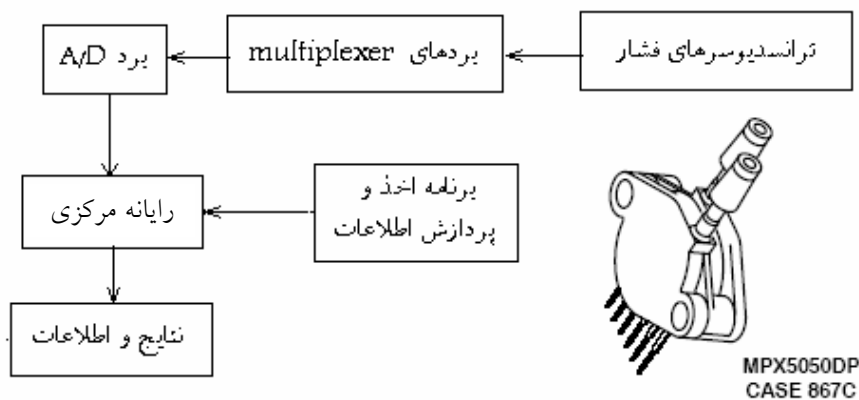 ترانسدیوسرهای فشار
بردهای multiplexer
برد A/D
رایانه مرکزی
برنامه اخذ و
پردازش اطلاعات
نتایج و اطلاعات
MPX5050DP
CASE 867C